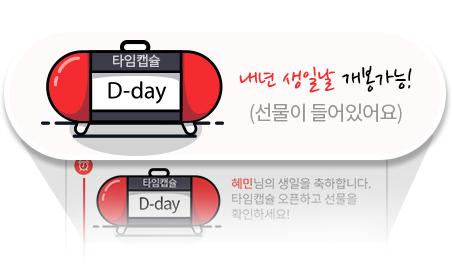 타임캡슐
D-day
내년 생일날 개봉가능!
(선물이 들어있어요)
타임캡슐
D-day
혜민님의 생일을 축하합니다.
타임캡슐 오픈하고 선물을
확인하세요!